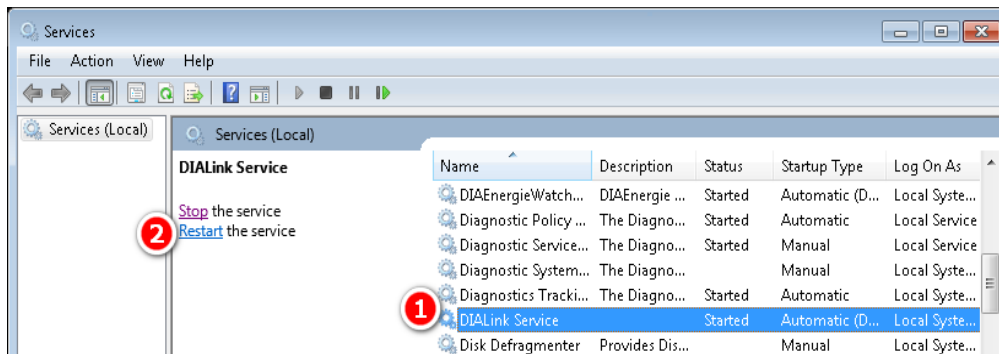 Services
File Action View Help
Services (Local)
Services (Local)
DIALink Service
Stop the service
Restart the service
2
Name Description Status Startup Type Log On As
DIAEnergieWatch... DIAEnergie ... Started Automatic (D... Local Syste...
Diagnostic Policy ... The Diagno... Started Automatic Local Service
Diagnostic Service... The Diagno... Started Manual Local Service
Diagnostic System... The Diagno... Manual Local Syste...
Diagnostics Tracki... The Diagno... Started Automatic Local Syste...
1
DIALink Service Started Automatic (D... Local Syste...
Disk Defragmenter Provides Dis... Manual Local Syste...